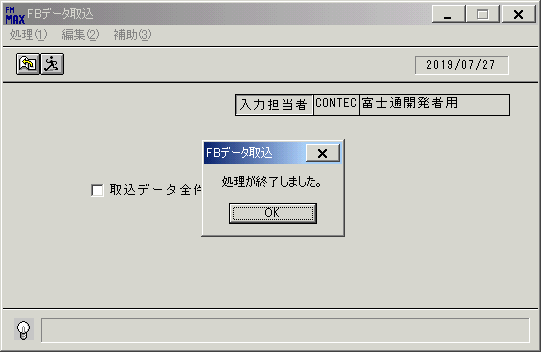 FM
MAX
FBデータ取込
処理(1) 編集(2) 補助(3)
2019/07/27
入力担当者 CONTEC 富士通開発者用
FBデータ取込
処理が終了しました。
取込データ全件
OK